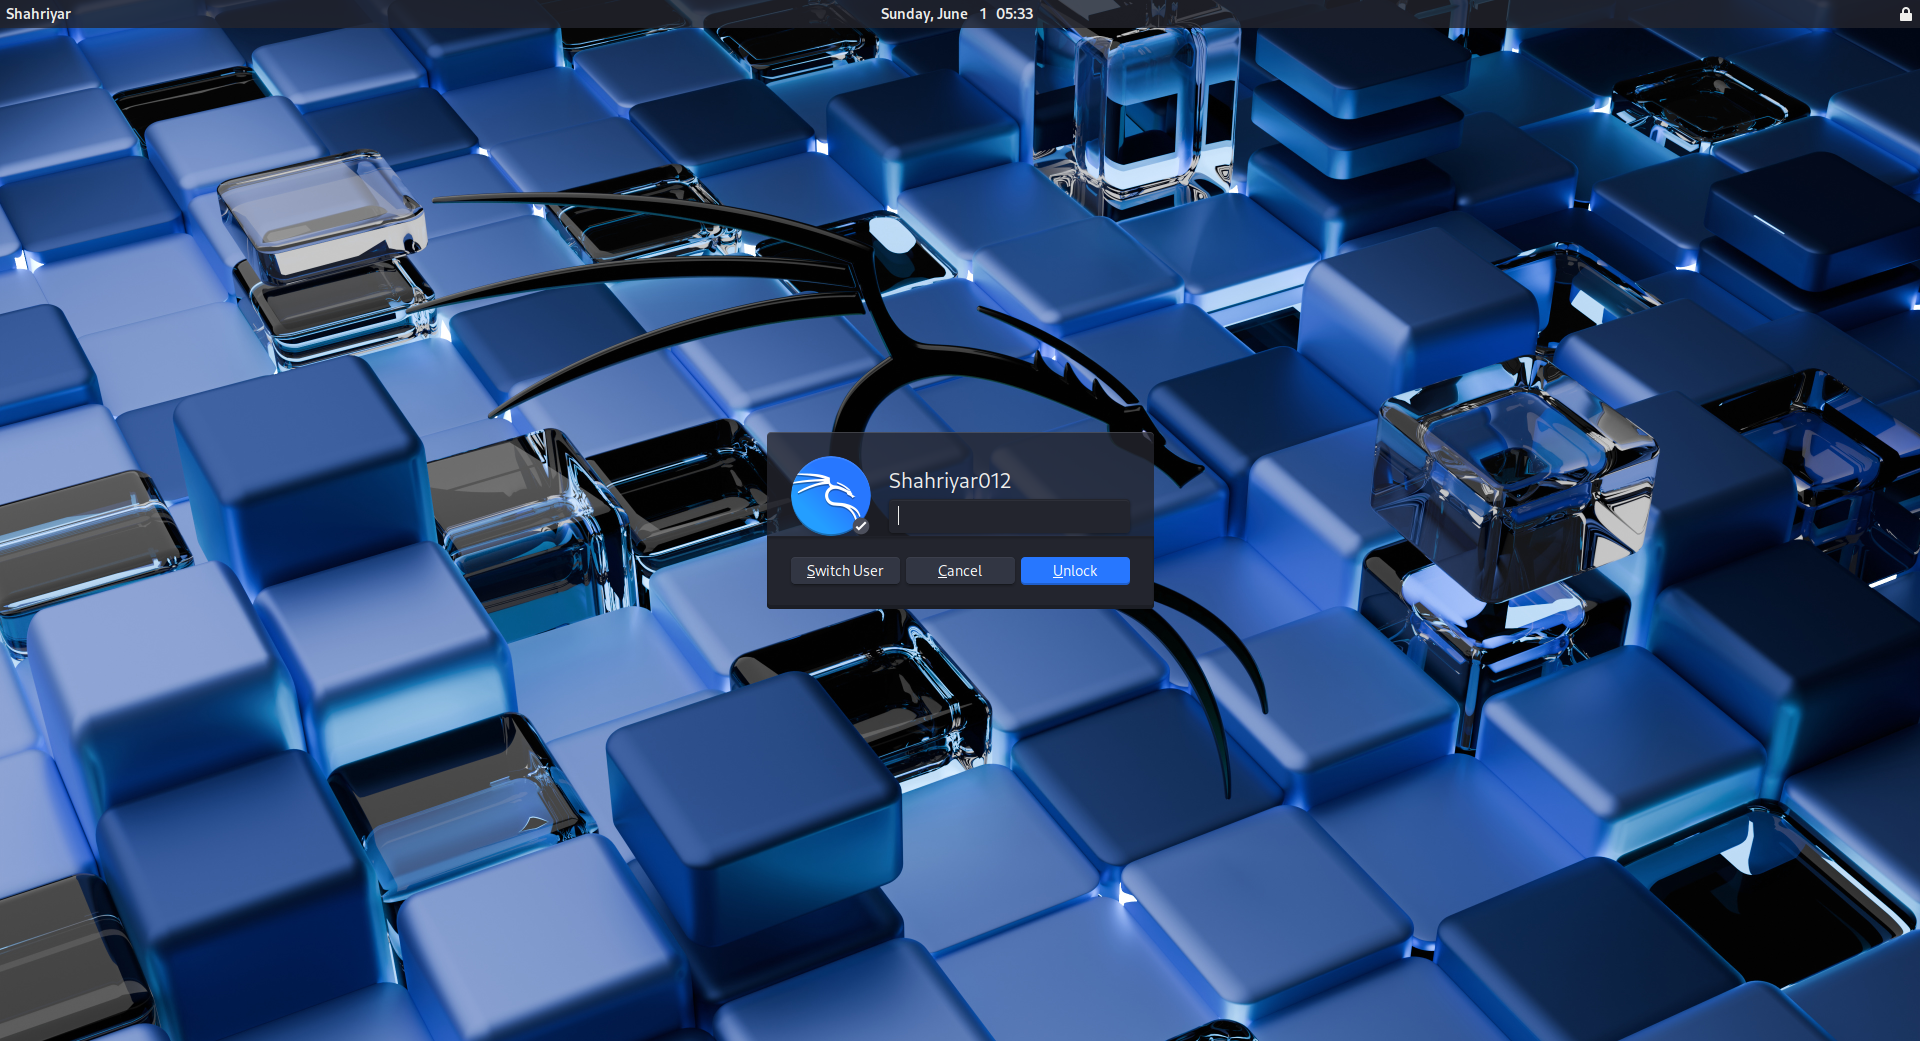 Shahriyar
Sunday, June 1 05:33
Shahriyar012
Switch User
Cancel
Unlock